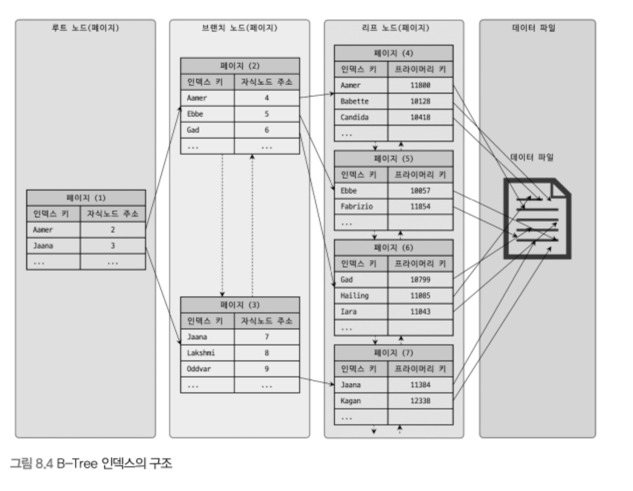 루트 노드(페이지)
페이지 (1)
인덱스 키 자식노드 주소
Aamer 2
Jaana 3
... ...
브랜치 노드(페이지)
페이지 (2)
인덱스 키 자식노드 주소
Aamer 4
Ebbe 5
Gad 6
... ...
페이지 (3)
인덱스 키 자식노드 주소
Jaana 7
Lakshmi 8
Oddvar 9
... ...
리프 노드(페이지)
페이지 (4)
인덱스 키 프라이머리 키
Aamer 11800
Babette 10128
Candida 10418
...
페이지 (5)
인덱스 키 프라이머리 키
Ebbe 10057
Fabrizio 11854
...
페이지 (6)
인덱스 키 프라이머리 키
Gad 10799
Hailing 11085
Iara 11043
...
페이지 (7)
인덱스 키 프라이머리 키
Jaana 11384
Kagan 12338
...
데이터 파일
데이터 파일
그림 8.4 B-Tree 인덱스의 구조